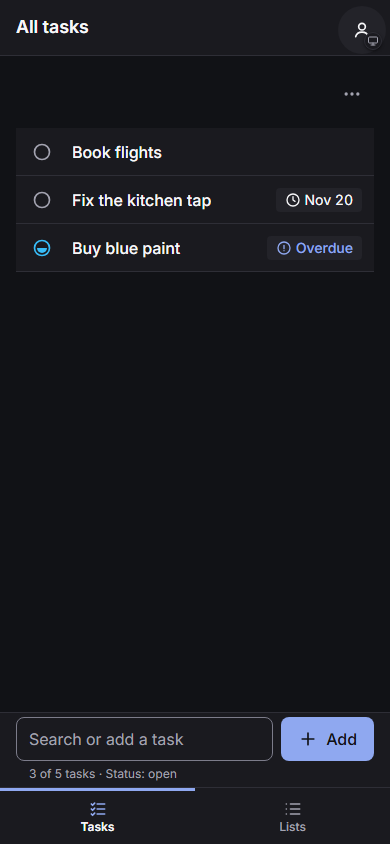 All tasks
Book flights
Fix the kitchen tap
Nov 20
Buy blue paint
Overdue
Search or add a task
Add
3 of 5 tasks · Status: open
Tasks
Lists